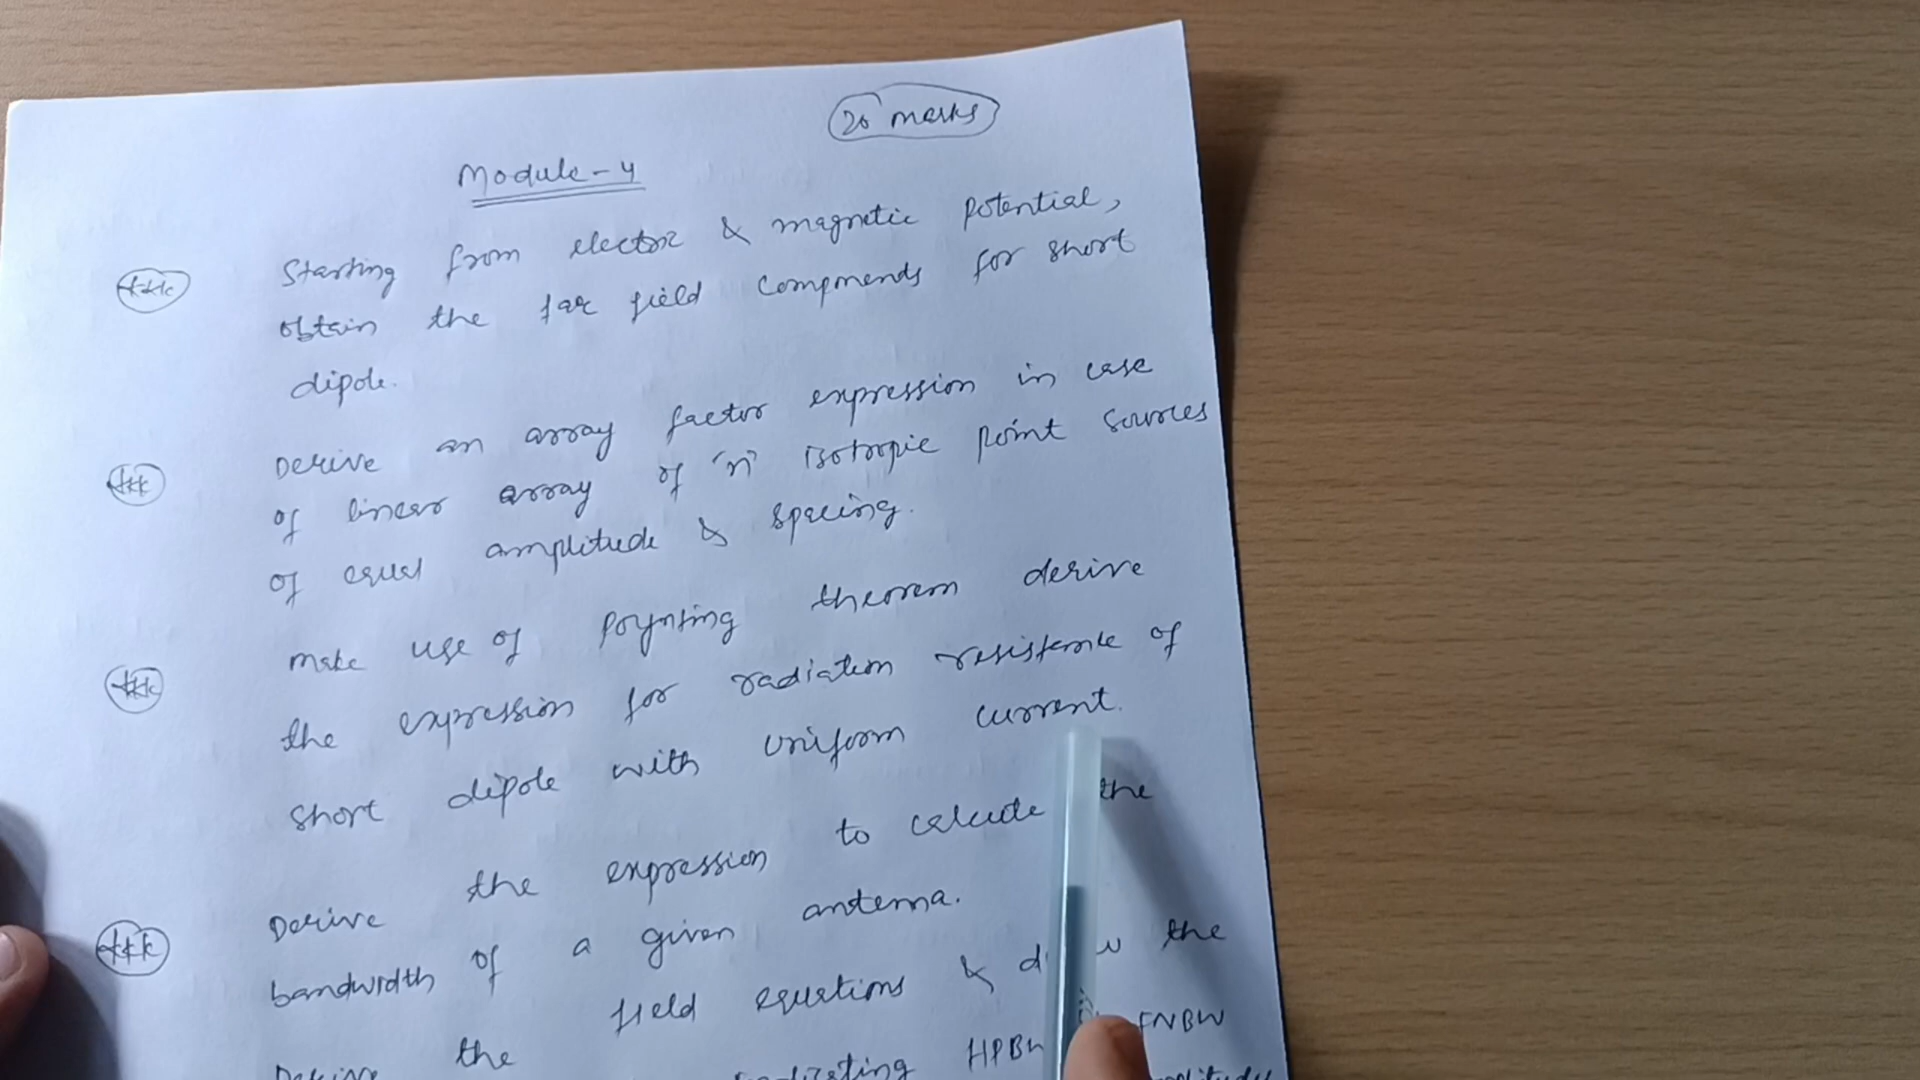 20 marks
Module-4
*** Starting from electric & magnetic potential,
obtain the far field components for short
dipole.
Derive an array factor expression in case
*** of linear array of 'n' isotropic point sources
of equal amplitude & spacing.
make use of Poynting theorem derive
*** the expression for radiation resistance of
short dipole with uniform current.
Derive the expression to calculate the
*** bandwidth of a given antenna.
Derive the field equations & the
HPBW FNBW